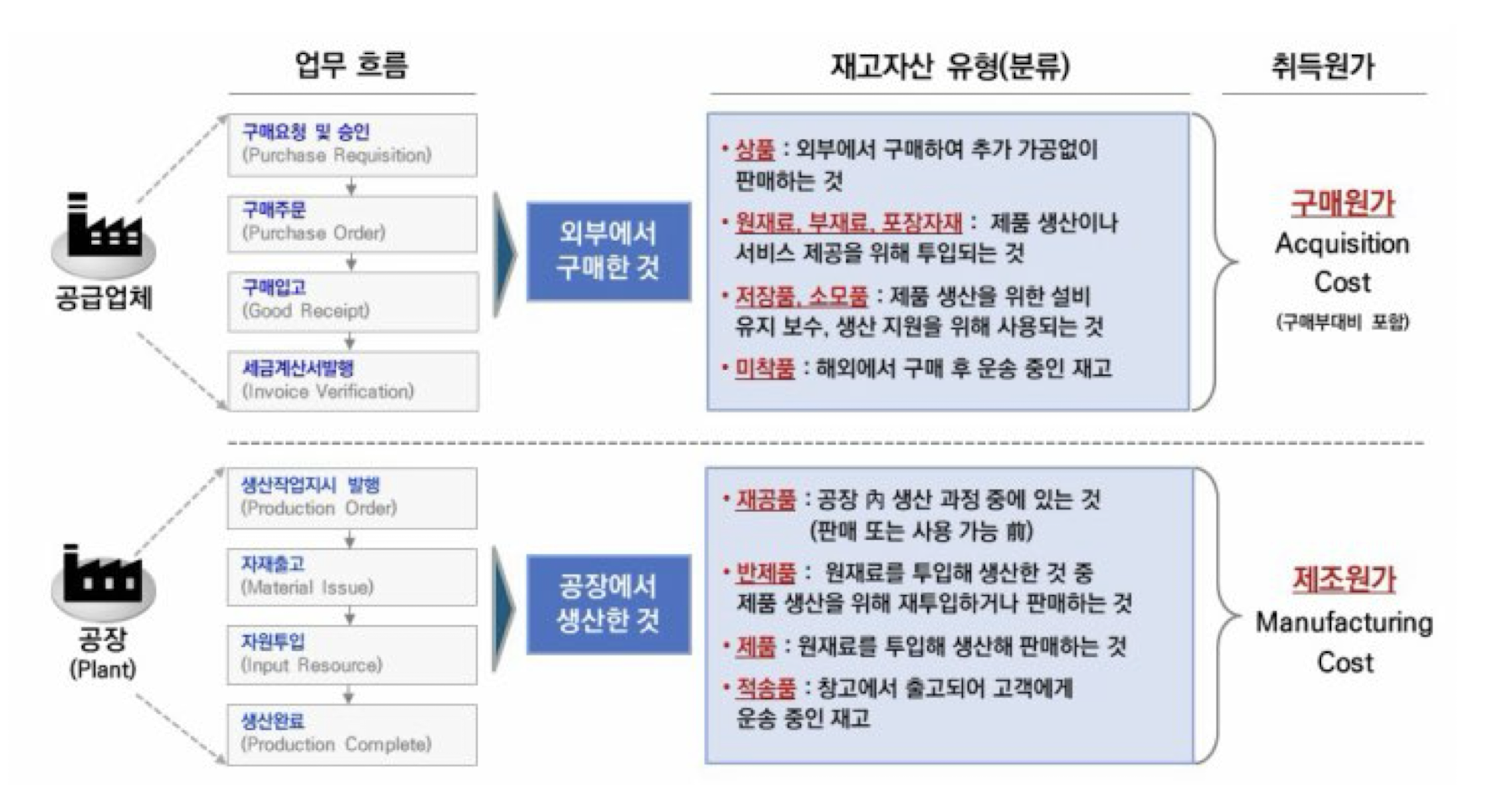 업무 흐름
재고자산 유형(분류)
취득원가
공급업체
구매요청 및 승인
(Purchase Requisition)
구매주문
(Purchase Order)
구매입고
(Good Receipt)
세금계산서발행
(Invoice Verification)
외부에서
구매한 것
• 상품 : 외부에서 구매하여 추가 가공없이
판매하는 것
• 원재료, 부재료, 포장자재 : 제품 생산이나
서비스 제공을 위해 투입되는 것
• 저장품, 소모품 : 제품 생산을 위한 설비
유지 보수, 생산 지원을 위해 사용되는 것
• 미착품 : 해외에서 구매 후 운송 중인 재고
구매원가
Acquisition
Cost
(구매부대비 포함)
공장
(Plant)
생산작업지시 발행
(Production Order)
자재출고
(Material Issue)
자원투입
(Input Resource)
생산완료
(Production Complete)
공장에서
생산한 것
• 재공품 : 공장 內 생산 과정 중에 있는 것
(판매 또는 사용 가능 前)
• 반제품 : 원재료를 투입해 생산한 것 중
제품 생산을 위해 재투입하거나 판매하는 것
• 제품 : 원재료를 투입해 생산해 판매하는 것
• 적송품 : 창고에서 출고되어 고객에게
운송 중인 재고
제조원가
Manufacturing
Cost